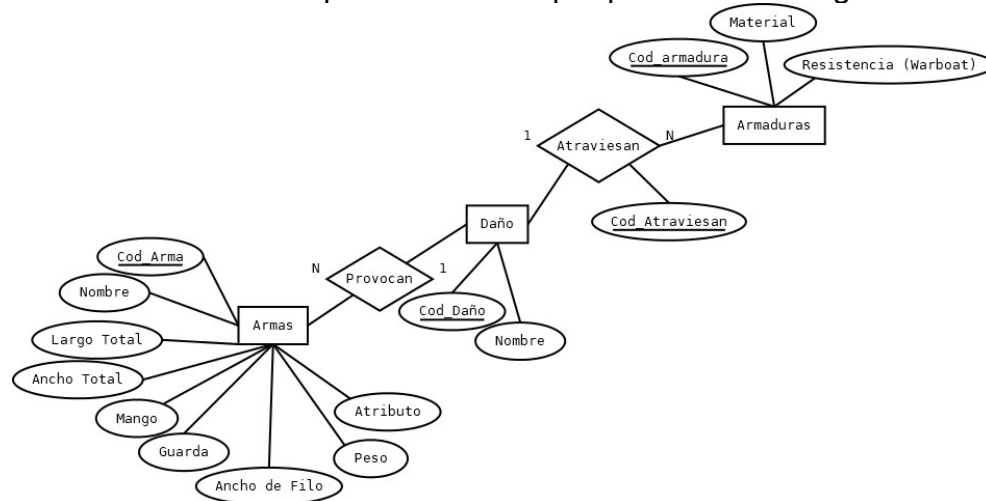 Material
Cod_armadura
Resistencia (Warboat)
Armaduras
1
Atraviesan
N
Cod_Atraviesan
Daño
Cod_Arma
N
Provocan
1
Nombre
Cod_Daño
Armas
Largo Total
Nombre
Ancho Total
Atributo
Mango
Guarda
Peso
Ancho de Filo